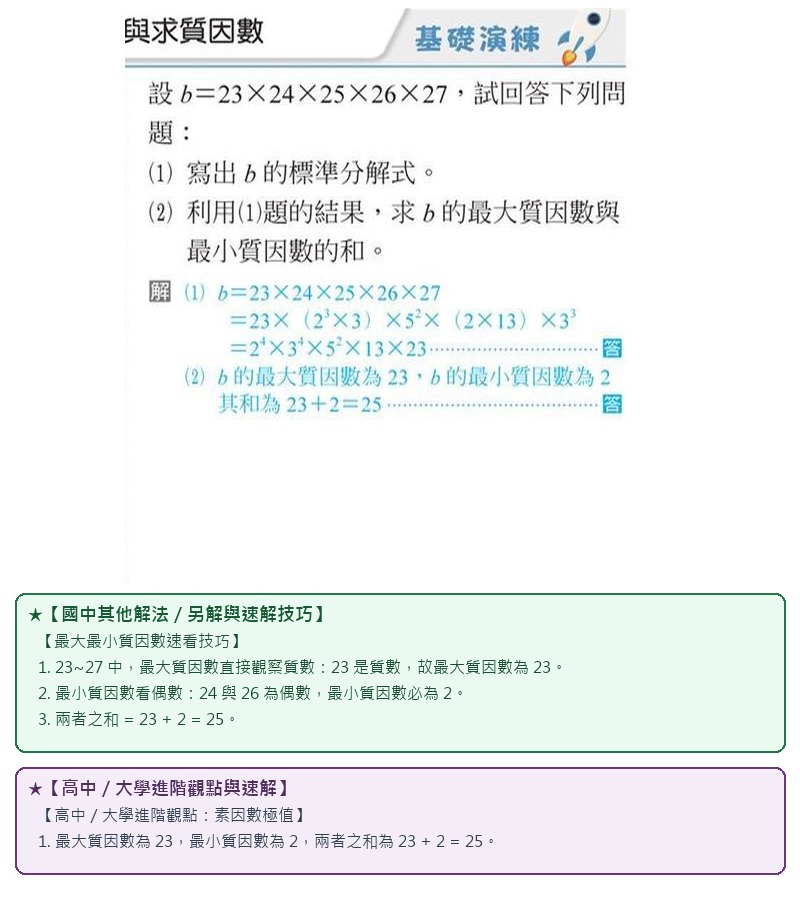 與求質因數
基礎演練
設 b=23×24×25×26×27，試回答下列問
題：
(1) 寫出 b 的標準分解式。
(2) 利用(1)題的結果，求 b 的最大質因數與
最小質因數的和。
解 (1) b=23×24×25×26×27
=23×（2³×3）×5²×（2×13）×3³
=2⁴×3⁴×5²×13×23……………………………答
(2) b 的最大質因數為 23，b 的最小質因數為 2
其和為 23+2=25……………………………………答
★【國中其他解法 / 另解與速解技巧】
【最大最小質因數速看技巧】
1. 23~27 中，最大質因數直接觀察質數：23 是質數，故最大質因數為 23。
2. 最小質因數看偶數：24 與 26 為偶數，最小質因數必為 2。
3. 兩者之和 = 23 + 2 = 25。
★【高中 / 大學進階觀點與速解】
【高中 / 大學進階觀點：素因數極值】
1. 最大質因數為 23，最小質因數為 2，兩者之和為 23 + 2 = 25。